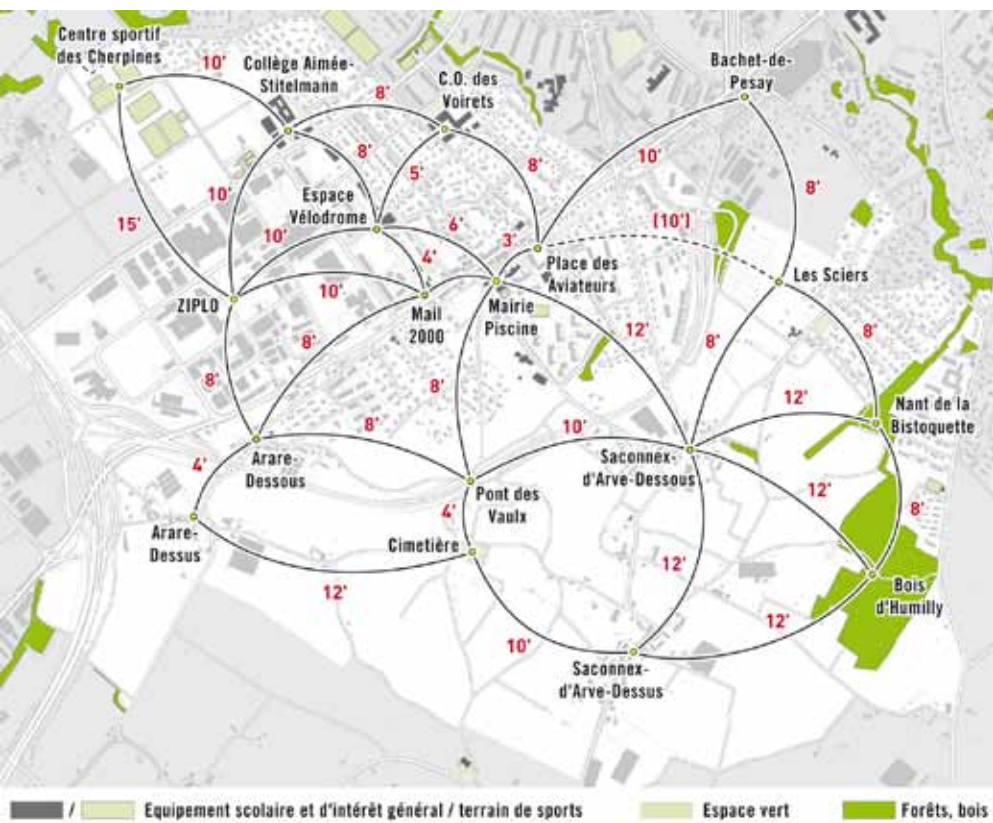 Centre sportif
des Cherpines
10'
Collège Aimée-
Stitelmann
8'
C.O. des
Voirets
Bachet-de-
Pesay
10'
8'
5'
8'
10'
8'
15'
10'
Espace
Vélodrome
6'
3'
(10')
4'
Place des
Aviateurs
Les Sciers
ZIPLO
10'
Mail
2000
Mairie
Piscine
12'
8'
8'
8'
8'
8'
12'
Nant de la
Bistoquette
8'
10'
4'
Arare-
Dessous
Saconnex-
d'Arve-Dessous
12'
8'
Pont des
Vaulx
4'
Arare-
Dessus
Cimetière
12'
12'
Bois
d'Humilly
12'
10'
Saconnex-
d'Arve-Dessus
/ Equipement scolaire et d'intérêt général / terrain de sports
Espace vert
Forêts, bois